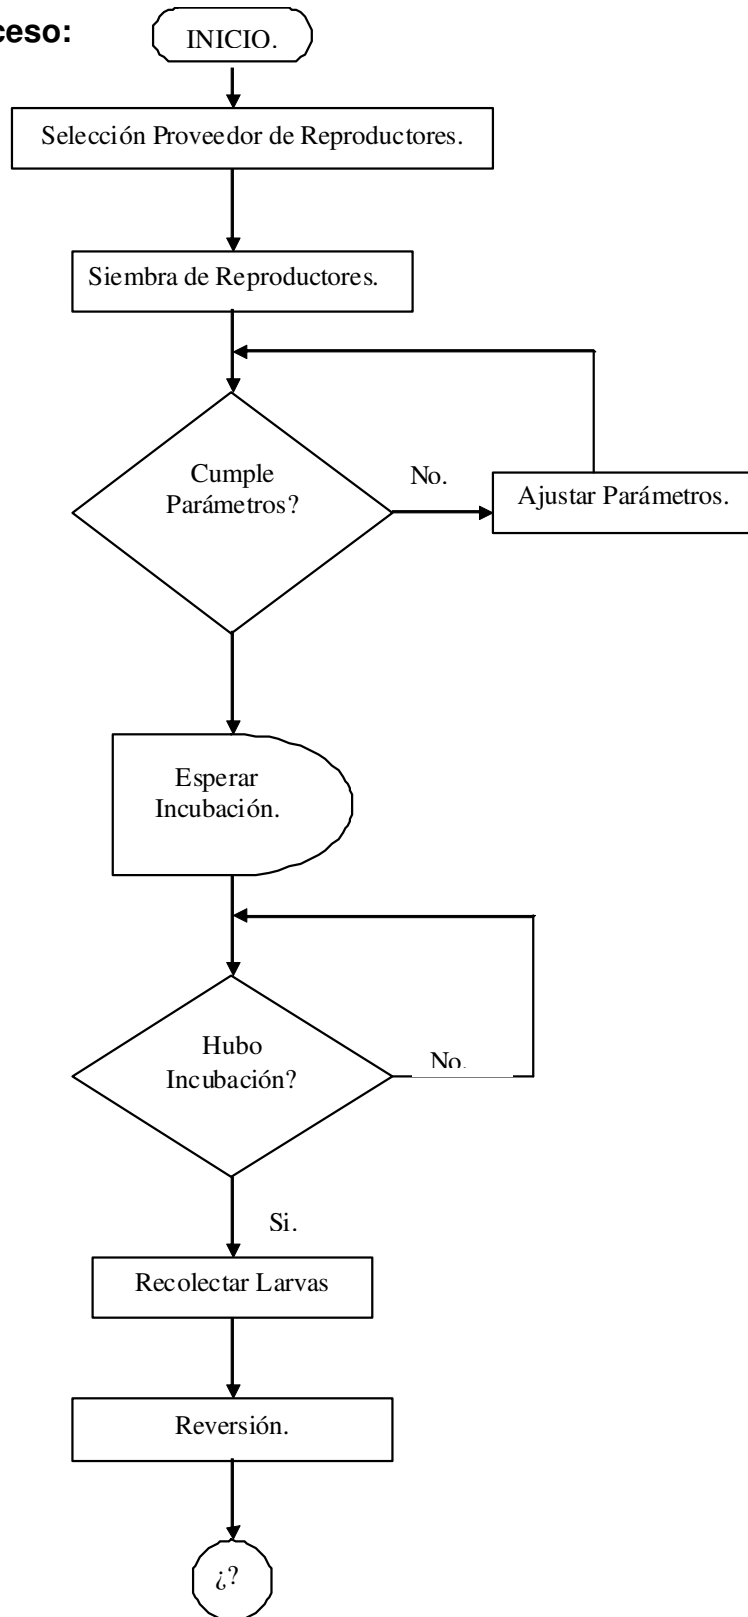 ceso:
INICIO.
Selección Proveedor de Reproductores.
Siembra de Reproductores.
Cumple
Parámetros?
No.
Ajustar Parámetros.
Esperar
Incubación.
Hubo
Incubación?
No.
Si.
Recolectar Larvas
Reversión.
¿?